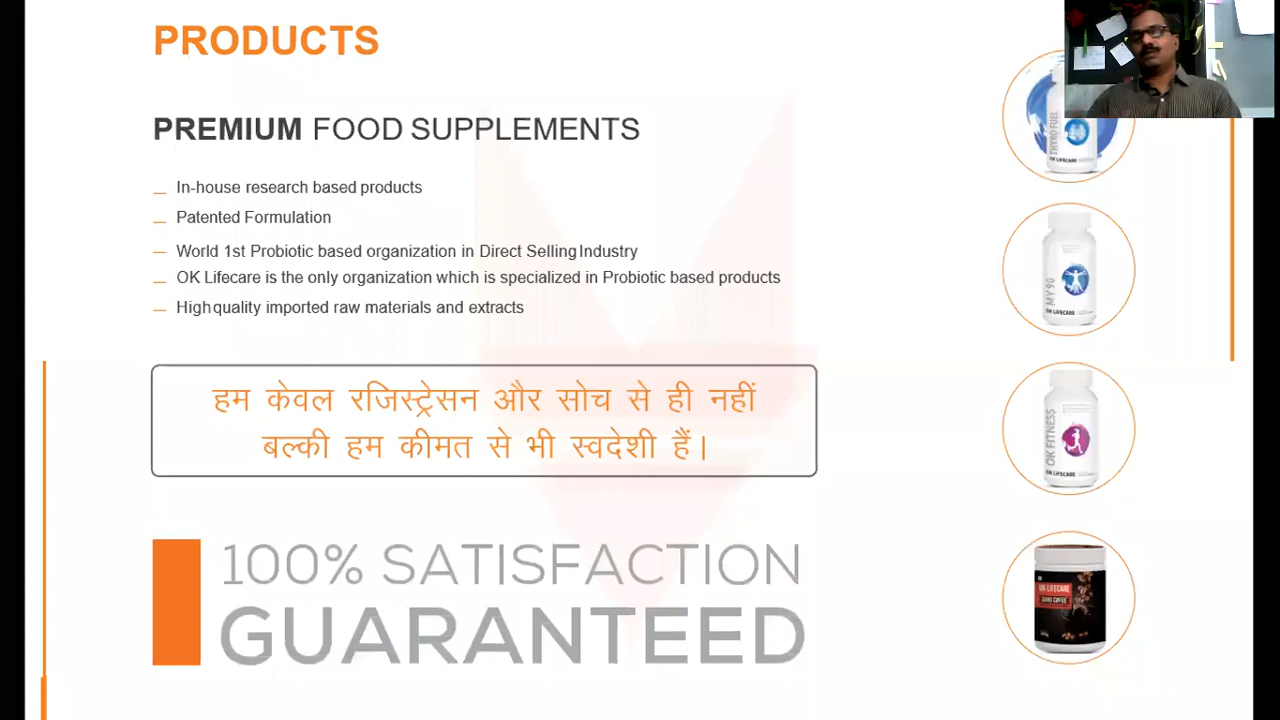 PRODUCTS
PREMIUM FOOD SUPPLEMENTS
In-house research based products
Patented Formulation
World 1st Probiotic based organization in Direct Selling Industry
OK Lifecare is the only organization which is specialized in Probiotic based products
High quality imported raw materials and extracts
हम केवल रजिस्ट्रेसन और सोच से ही नहीं
बल्की हम कीमत से भी स्वदेशी हैं।
100% SATISFACTION
GUARANTEED
THYRO FUEL
OK LIFECARE
MY 90
OK LIFECARE
OK FITNESS
OK LIFECARE
OK LIFECARE